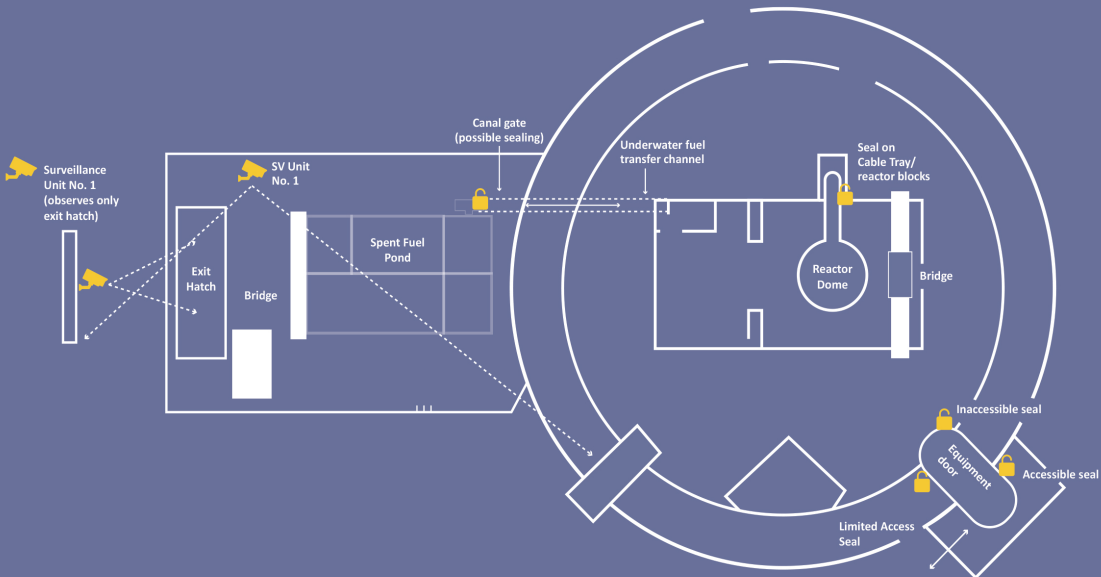 Surveillance
Unit No. 1
(observes only
exit hatch)
SV Unit
No. 1
Canal gate
(possible sealing)
Underwater fuel
transfer channel
Seal on
Cable Tray/
reactor blocks
Exit
Hatch
Bridge
Spent Fuel
Pond
Reactor
Dome
Bridge
Inaccessible seal
Equipment
door
Accessible seal
Limited Access
Seal